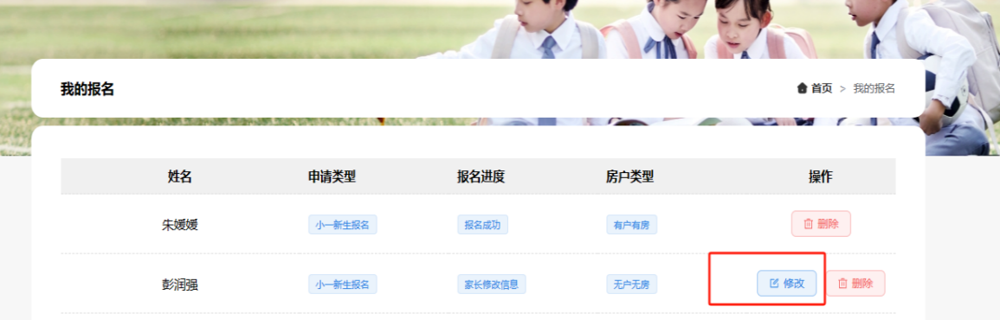 我的报名
首页 > 我的报名
姓名 申请类型 报名进度 房户类型 操作
朱媛媛 小一新生报名 报名成功 有户有房 删除
彭润强 小一新生报名 家长修改信息 无户无房 修改 删除